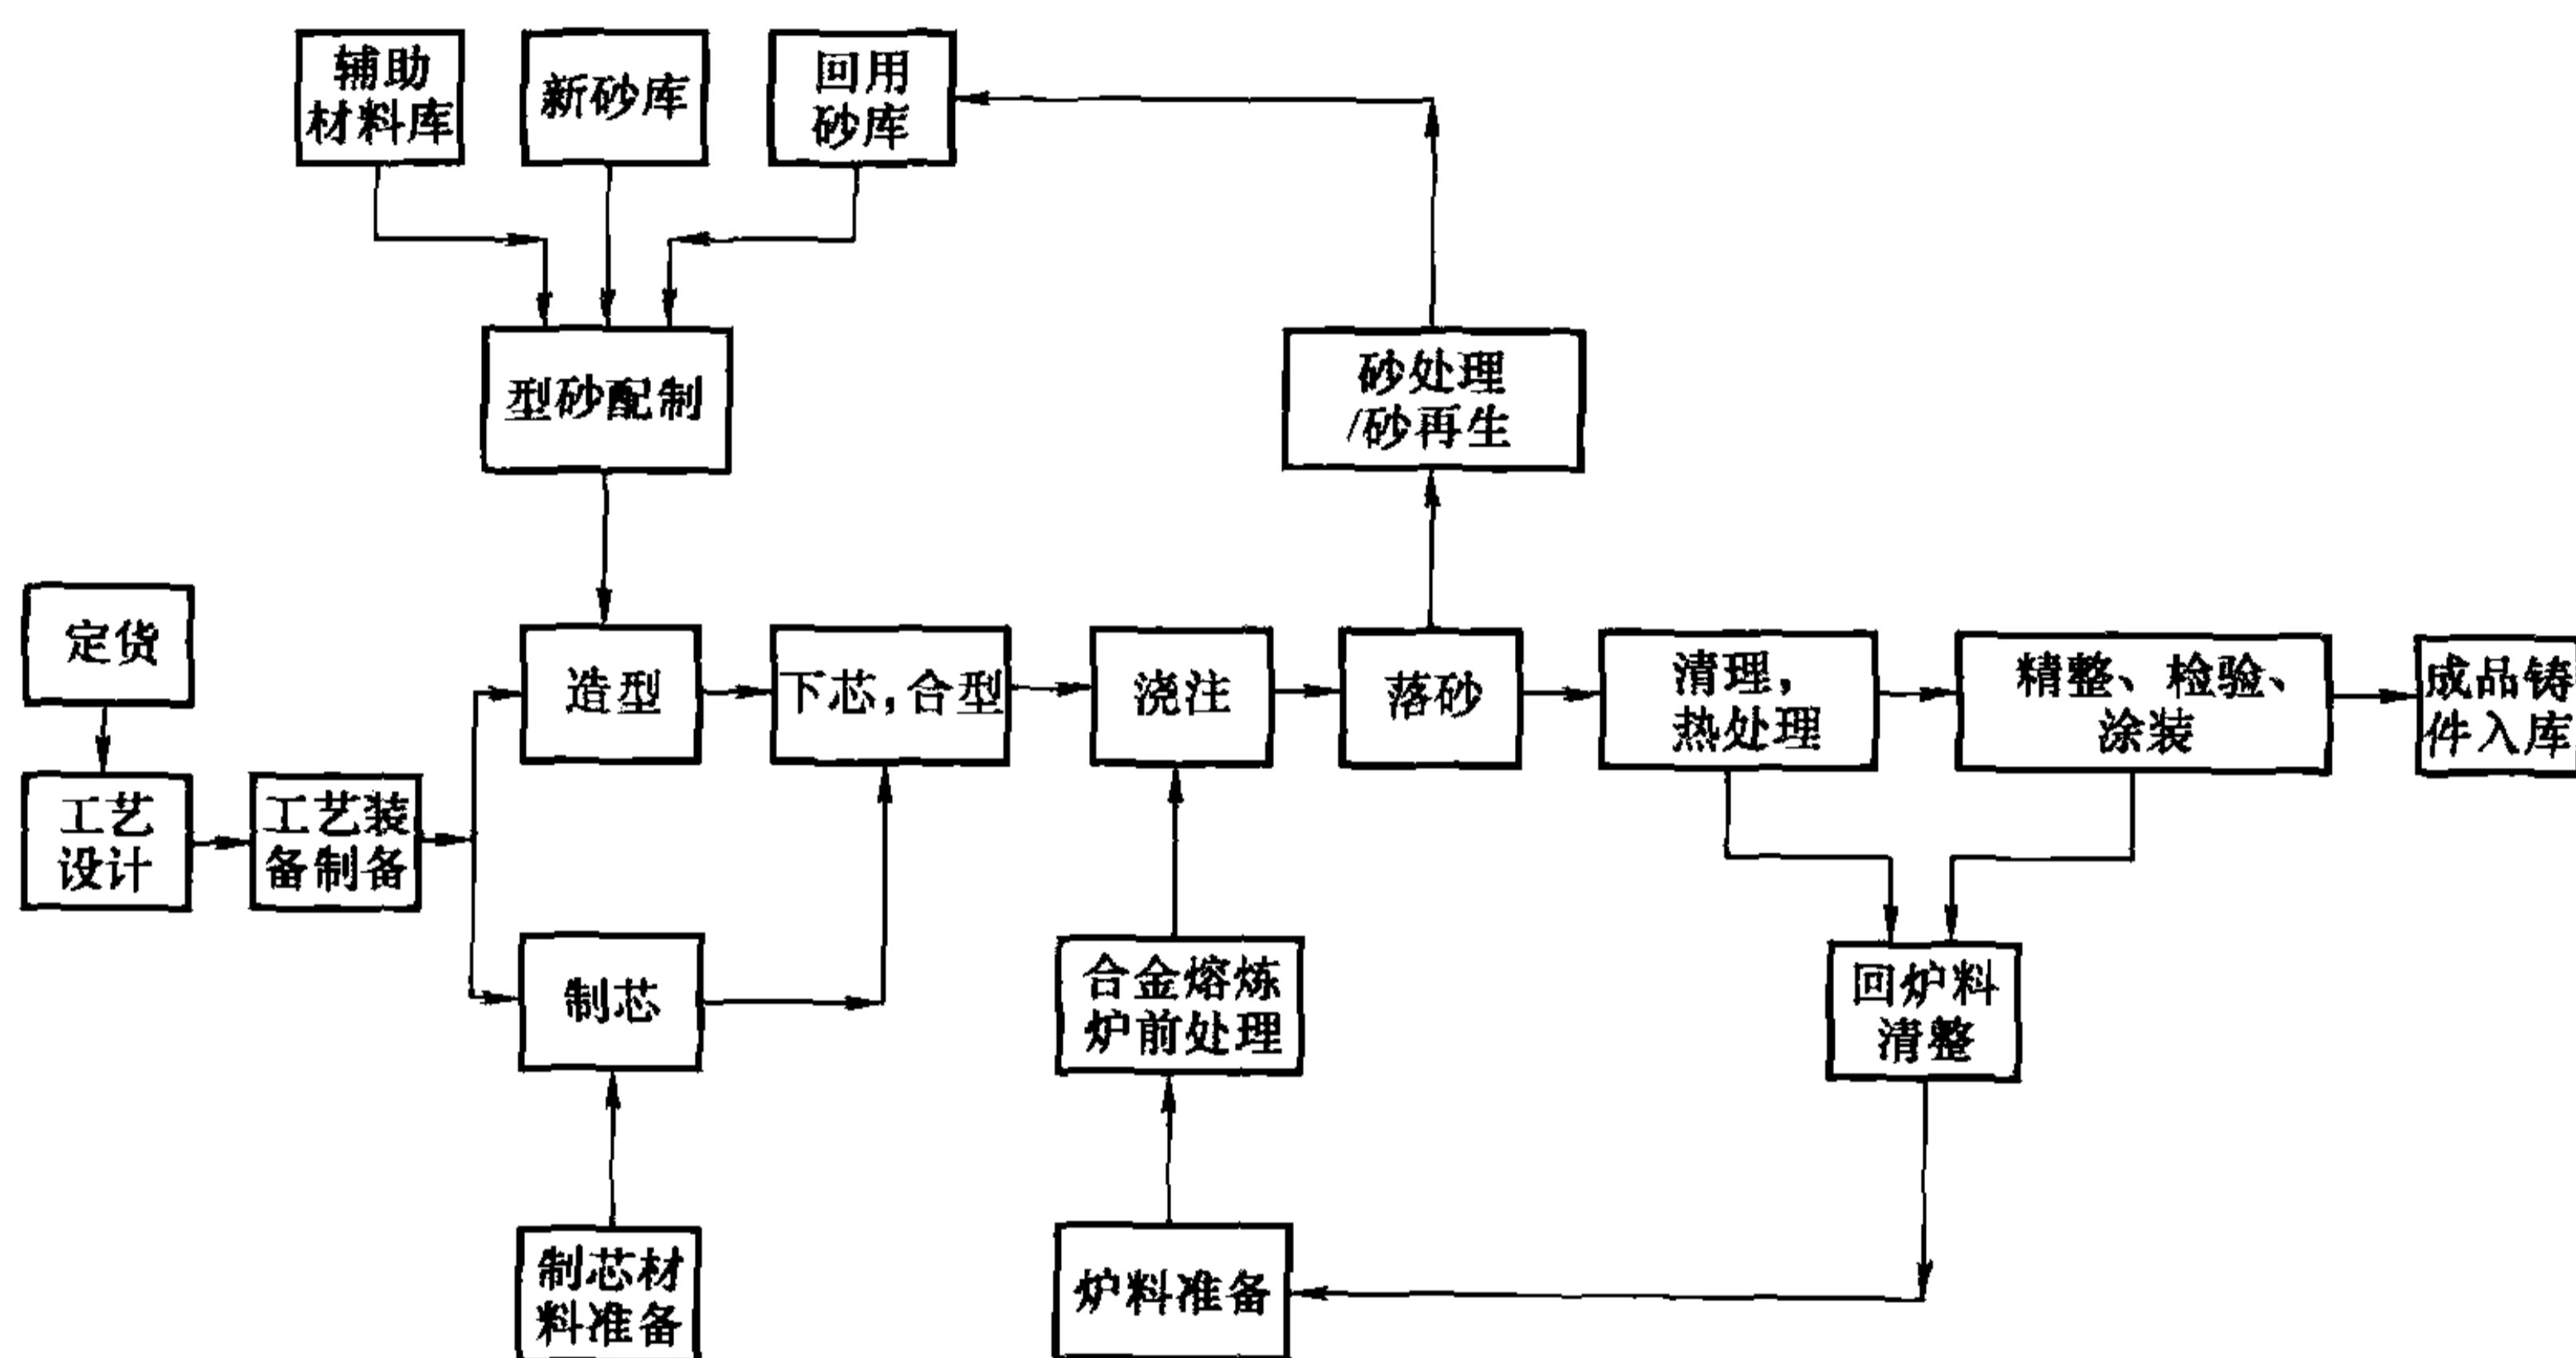 辅助
材料库
新砂库
回用
砂库
型砂配制
砂处理
/砂再生
定货
工艺
设计
工艺装
备制备
造型
下芯,合型
浇注
落砂
清理,
热处理
精整、检验、
涂装
成品铸
件入库
制芯
合金熔炼
炉前处理
回炉料
清整
制芯材
料准备
炉料准备